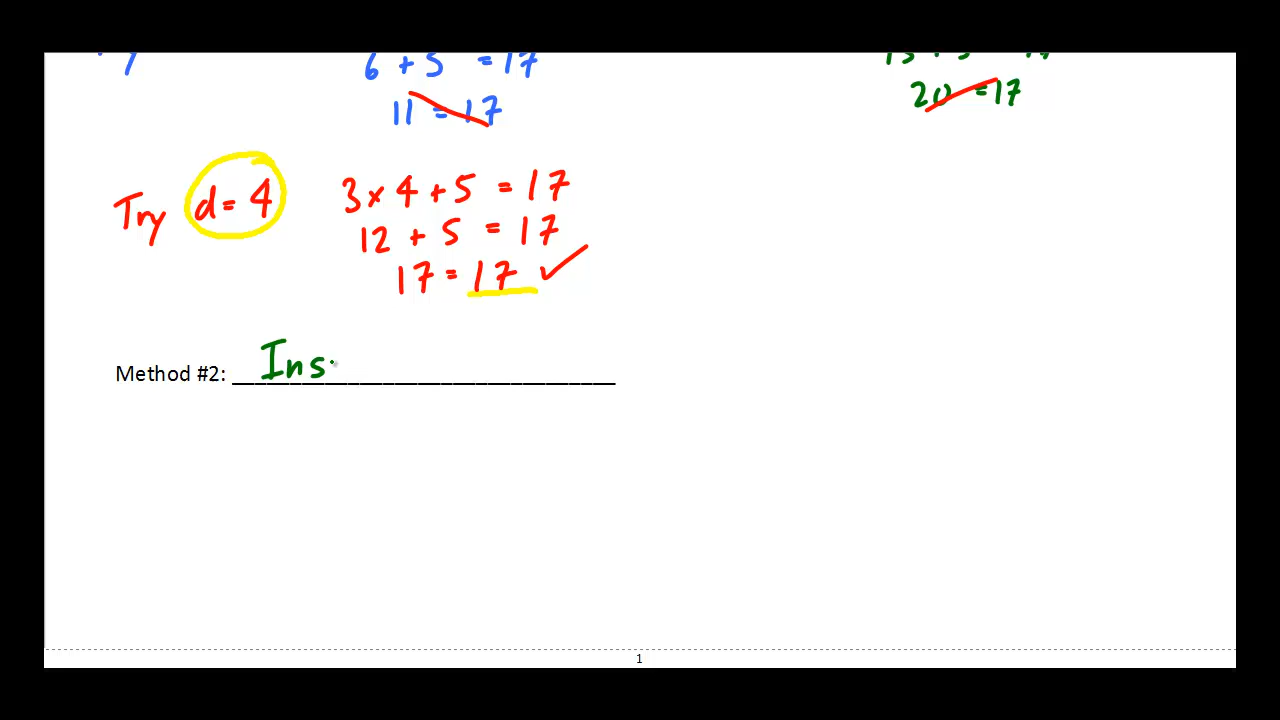 6 + 5 = 17
11 = 17
20 = 17
Try d = 4
3 × 4 + 5 = 17
12 + 5 = 17
17 = 17 ✓
Method #2: Ins
1